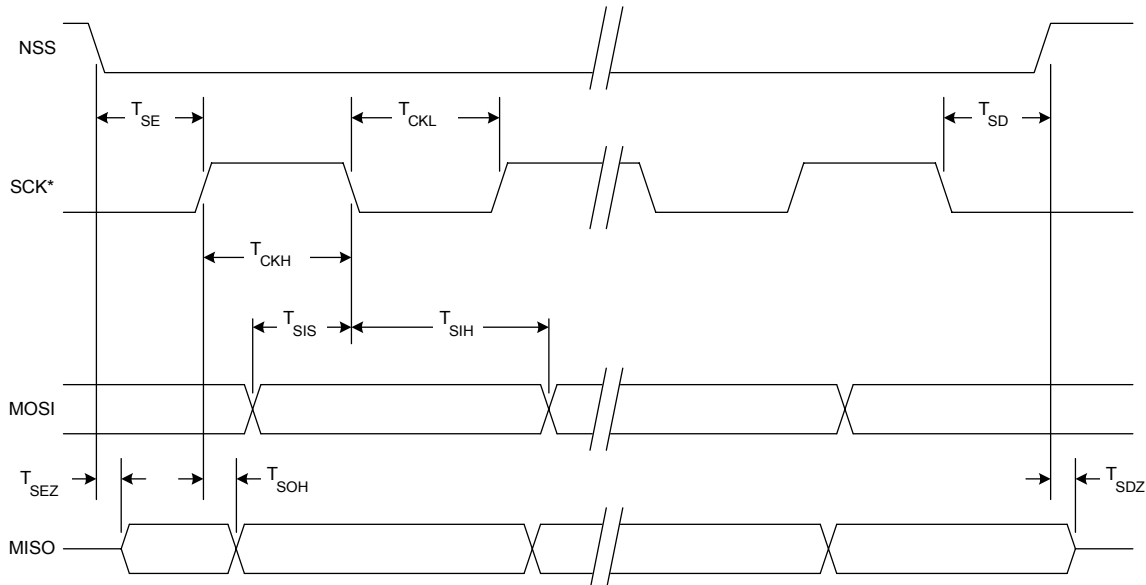 NSS
T_SE
T_CKL
T_SD
SCK*
T_CKH
T_SIS
T_SIH
MOSI
T_SEZ
T_SOH
T_SDZ
MISO